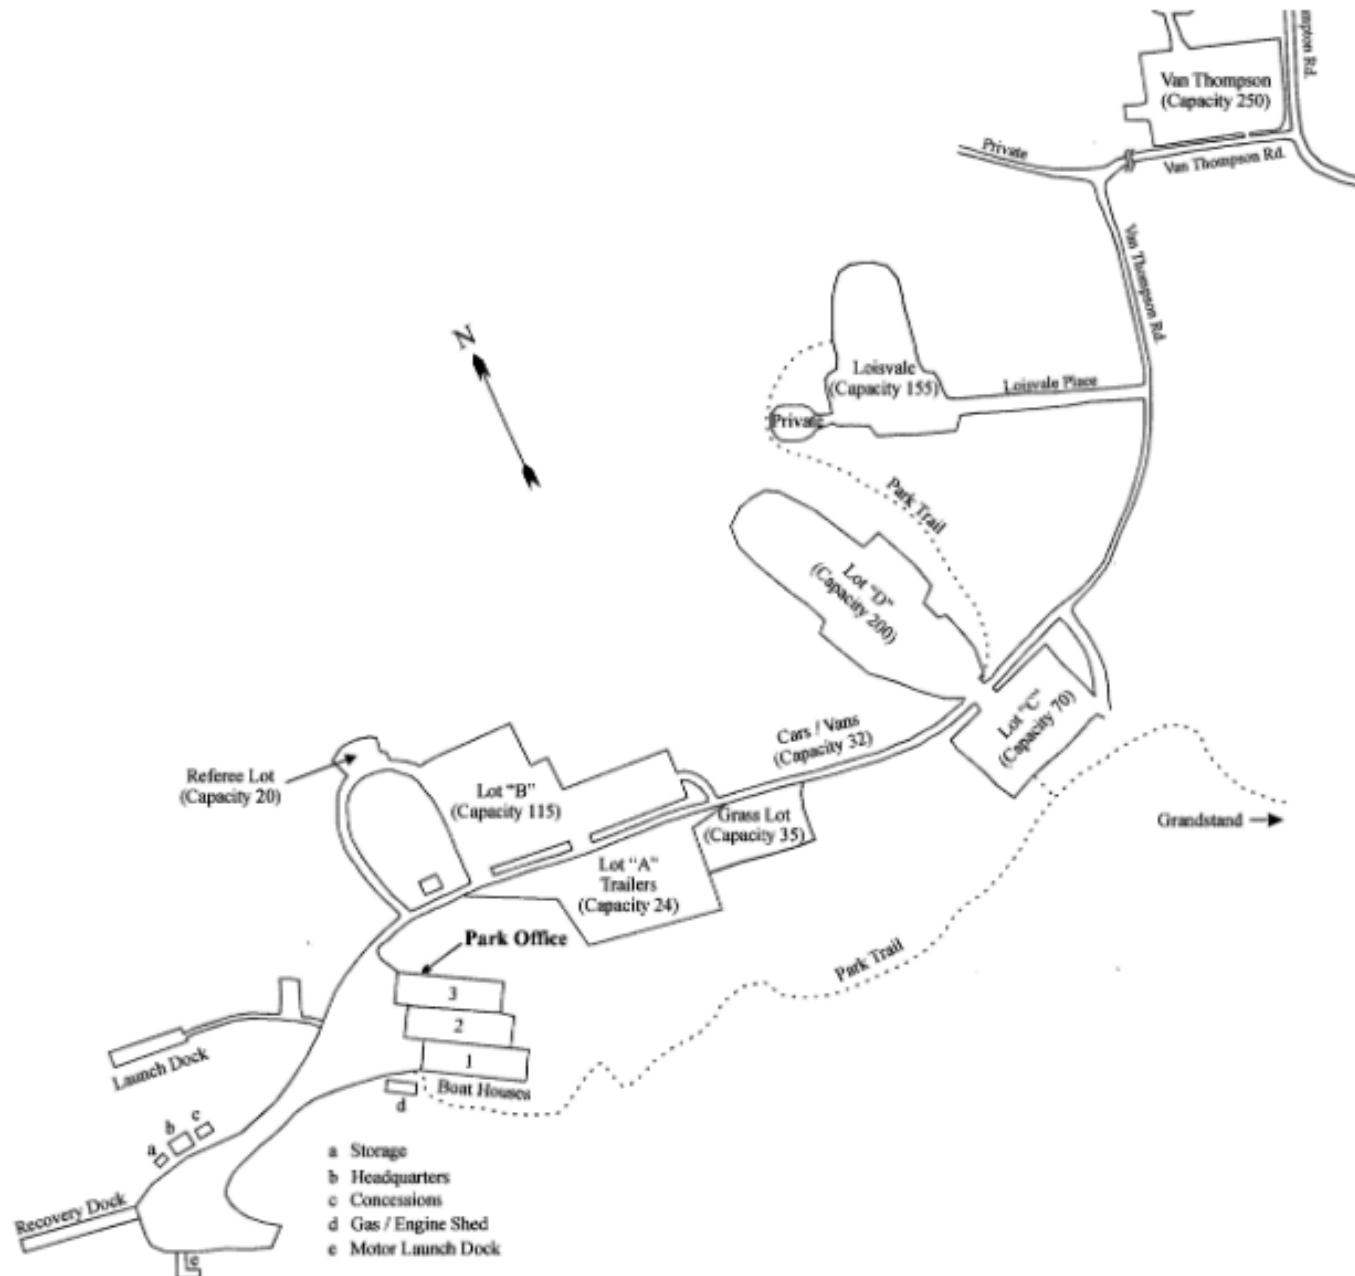 mpton Rd.
Van Thompson
(Capacity 250)
Private
Van Thompson Rd.
Van Thompson Rd.
N
Loisvale
(Capacity 155)
Loisvale Place
Private
Park Trail
Lot "D"
(Capacity 200)
Lot "C"
(Capacity 70)
Cars / Vans
(Capacity 32)
Referee Lot
(Capacity 20)
Lot "B"
(Capacity 115)
Grass Lot
(Capacity 35)
Grandstand
Lot "A"
Trailers
(Capacity 24)
Park Office
Park Trail
3
2
1
Boat Houses
Launch Dock
d
c
b
a
Recovery Dock
e
a Storage
b Headquarters
c Concessions
d Gas / Engine Shed
e Motor Launch Dock